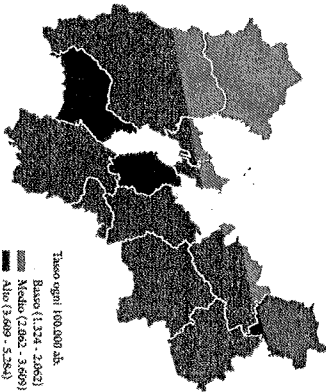 Tasso ogni 100.000 ab.
Basso (1.324 - 2.062)
Medio (2.062 - 3.609)
Alto (3.609 - 5.284)